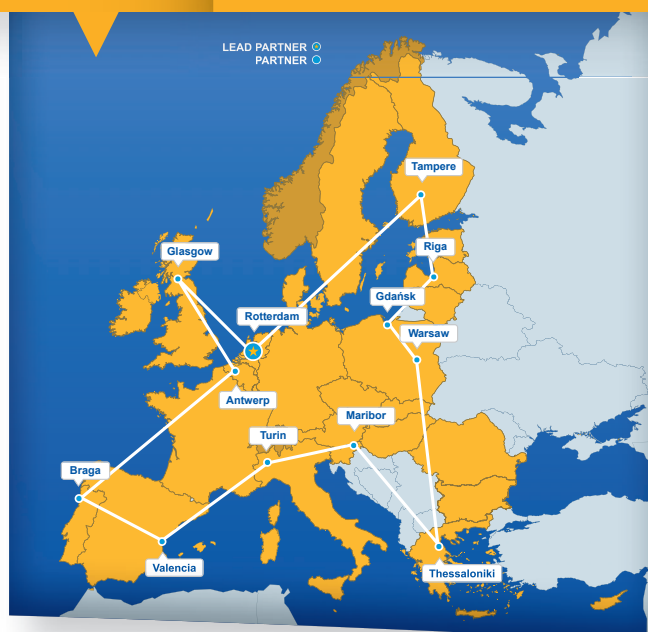 LEAD PARTNER
PARTNER
Tampere
Glasgow
Riga
Gdańsk
Rotterdam
Warsaw
Antwerp
Maribor
Turin
Braga
Valencia
Thessaloniki